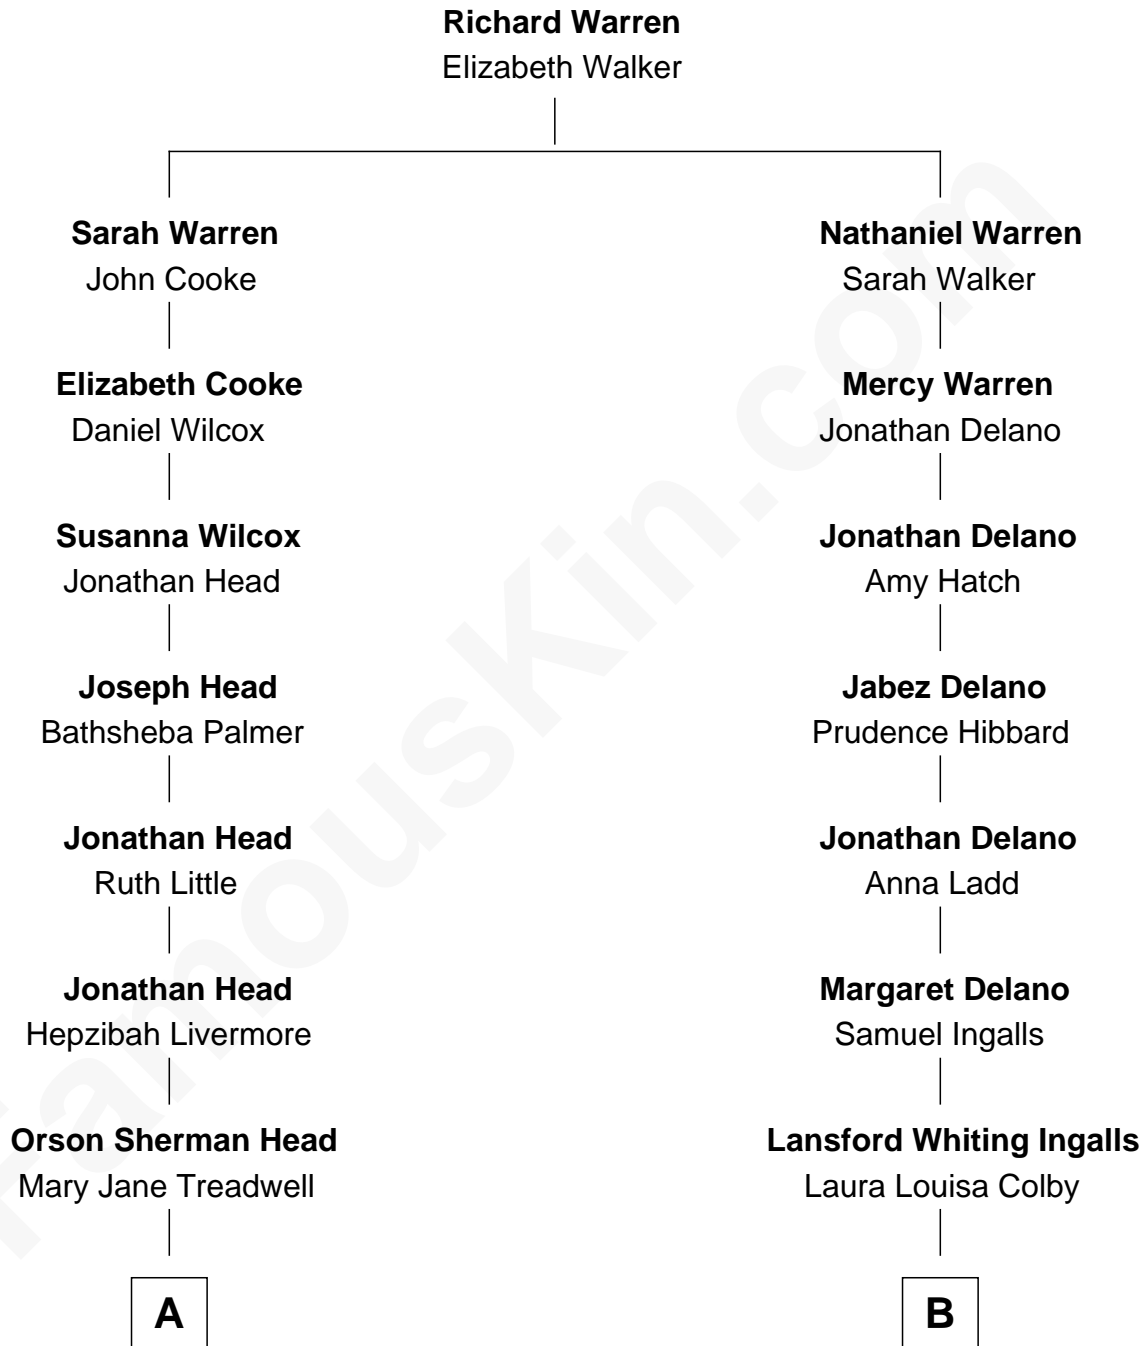 Richard Warren
Elizabeth Walker
Sarah Warren
John Cooke
Nathaniel Warren
Sarah Walker
Elizabeth Cooke
Daniel Wilcox
Mercy Warren
Jonathan Delano
Susanna Wilcox
Jonathan Head
Jonathan Delano
Amy Hatch
Joseph Head
Bathsheba Palmer
Jabez Delano
Prudence Hibbard
Jonathan Head
Ruth Little
Jonathan Delano
Anna Ladd
Jonathan Head
Hepzibah Livermore
Margaret Delano
Samuel Ingalls
Orson Sherman Head
Mary Jane Treadwell
Lansford Whiting Ingalls
Laura Louisa Colby
A
B
FamousKin.com